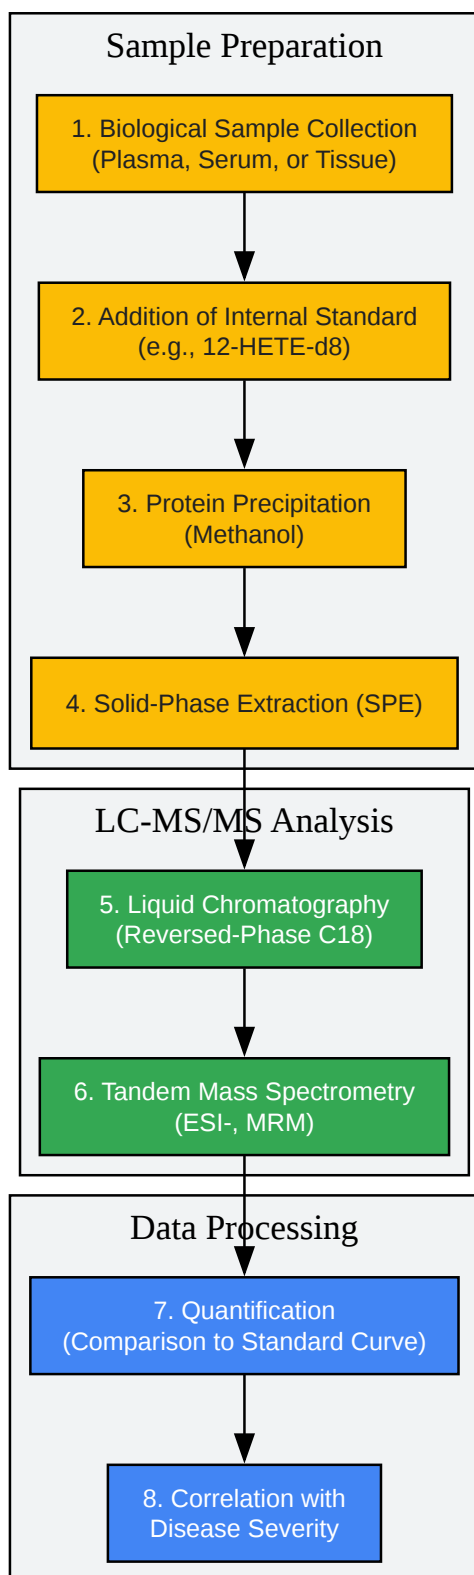 Sample Preparation
1. Biological Sample Collection
(Plasma, Serum, or Tissue)
2. Addition of Internal Standard
(e.g., 12-HETE-d8)
3. Protein Precipitation
(Methanol)
4. Solid-Phase Extraction (SPE)
LC-MS/MS Analysis
5. Liquid Chromatography
(Reversed-Phase C18)
6. Tandem Mass Spectrometry
(ESI-, MRM)
Data Processing
7. Quantification
(Comparison to Standard Curve)
8. Correlation with
Disease Severity